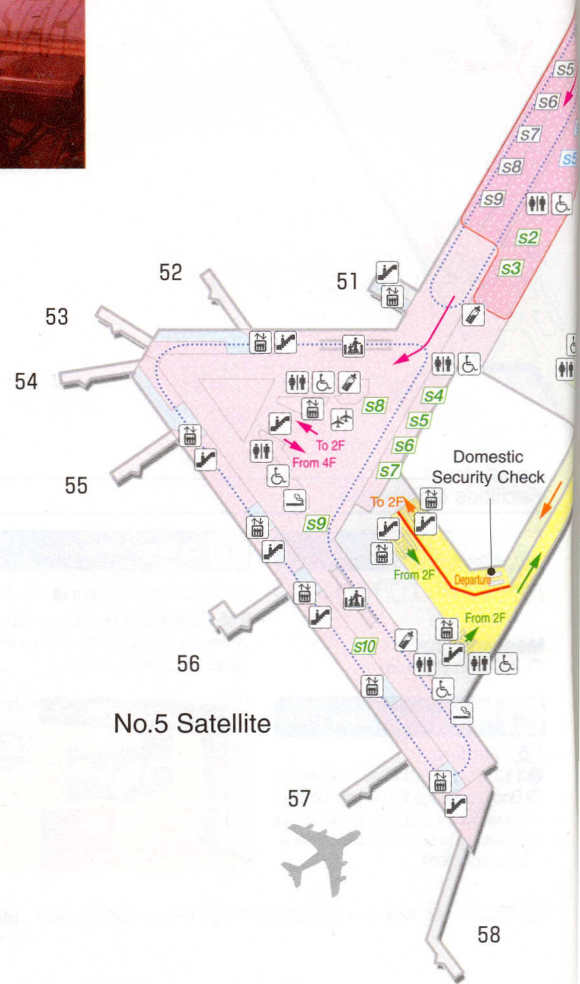 s5
s6
s7
s8
s9
s2
s3
52
51
53
54
s4
s8
s5
s6
s7
To 2F
From 4F
Domestic
Security Check
55
To 2F
s9
From 2F
Departure
From 2F
s10
56
No.5 Satellite
57
58